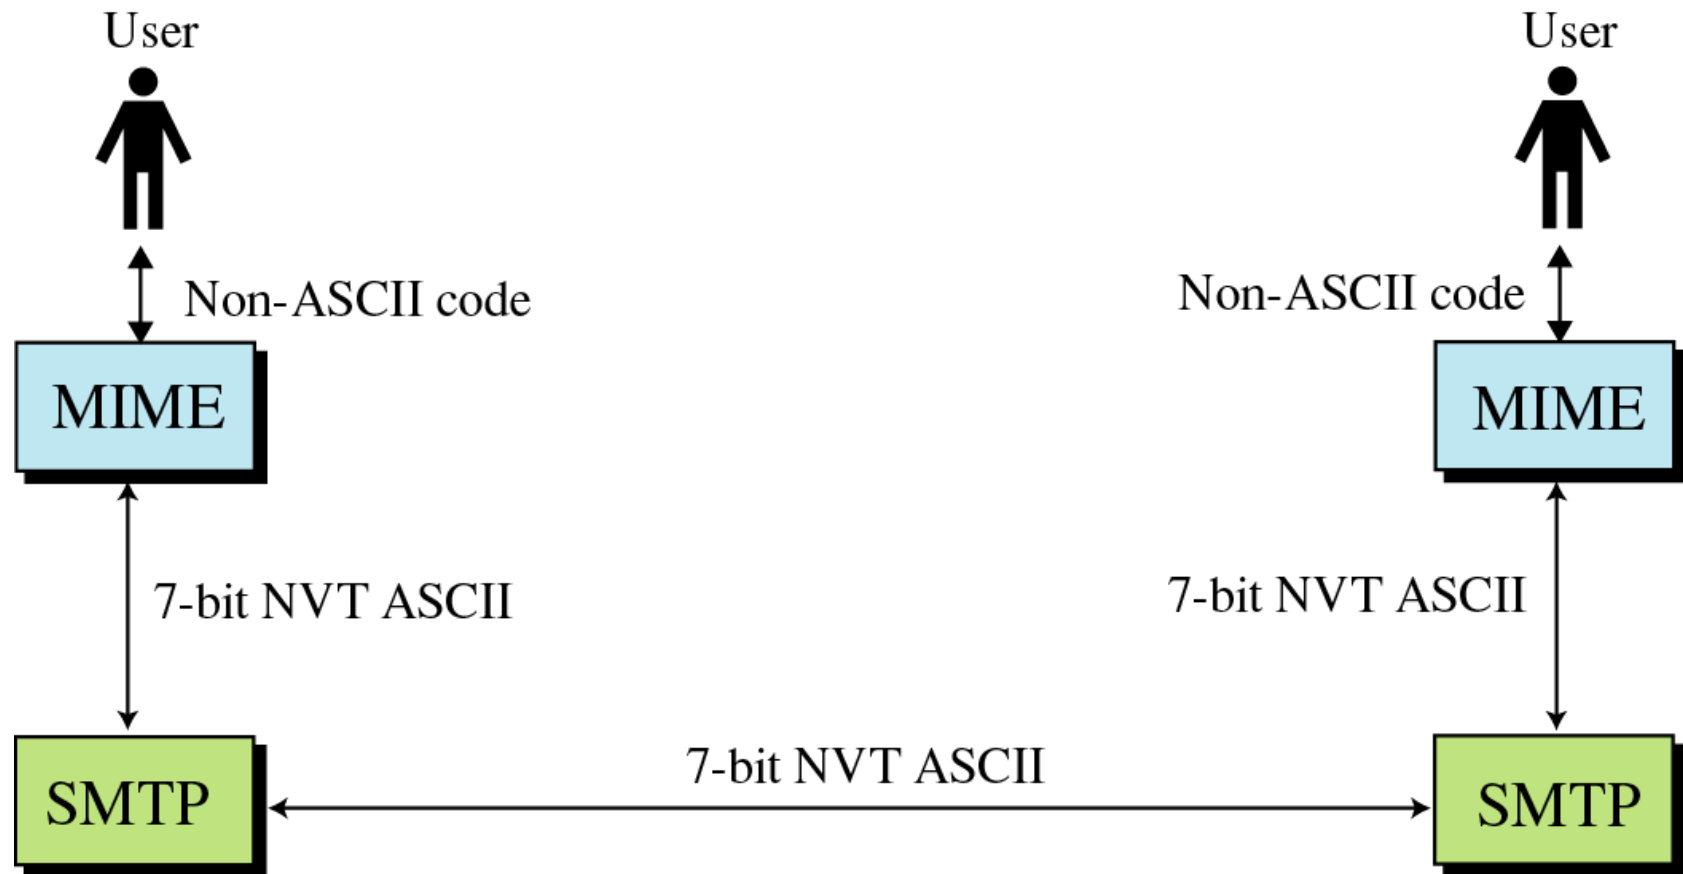 User
User
Non-ASCII code
Non-ASCII code
MIME
MIME
7-bit NVT ASCII
7-bit NVT ASCII
7-bit NVT ASCII
SMTP
SMTP